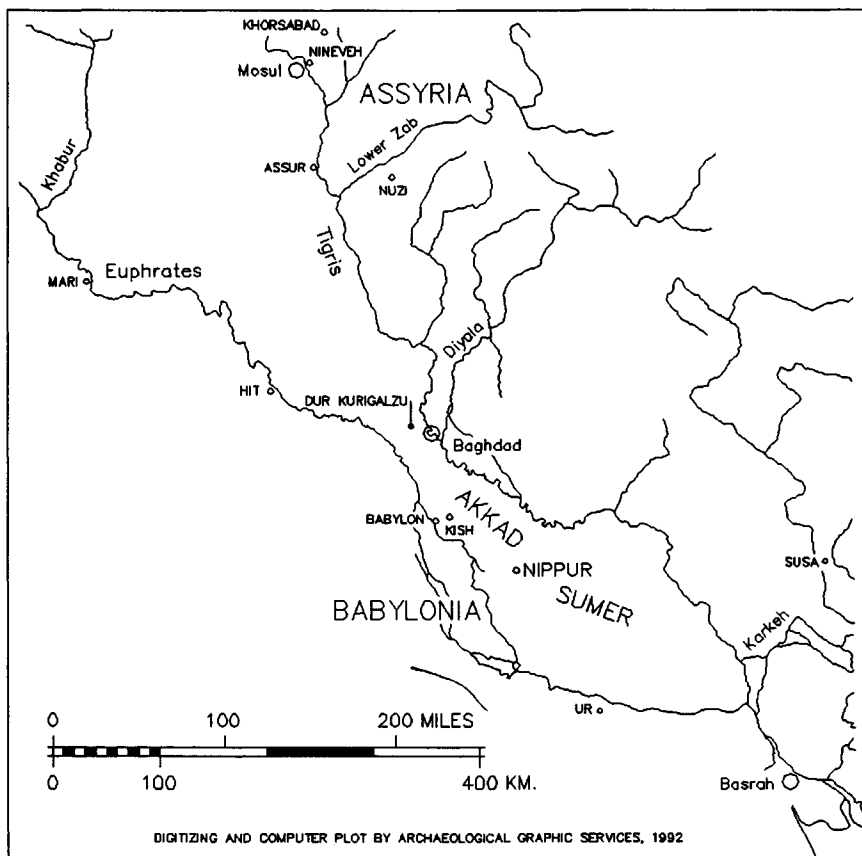 KHORSABAD
NINEVEH
Mosul
ASSYRIA
Khabur
Lower Zab
ASSUR
NUZI
Tigris
MARI
Euphrates
Diyala
HIT
DUR KURIGALZU
Baghdad
AKKAD
BABYLON
KISH
SUSA
NIPPUR
SUMER
BABYLONIA
Karkeh
UR
0 100 200 MILES
0 100 400 KM.
Basrah
DIGITIZING AND COMPUTER PLOT BY ARCHAEOLOGICAL GRAPHIC SERVICES, 1992